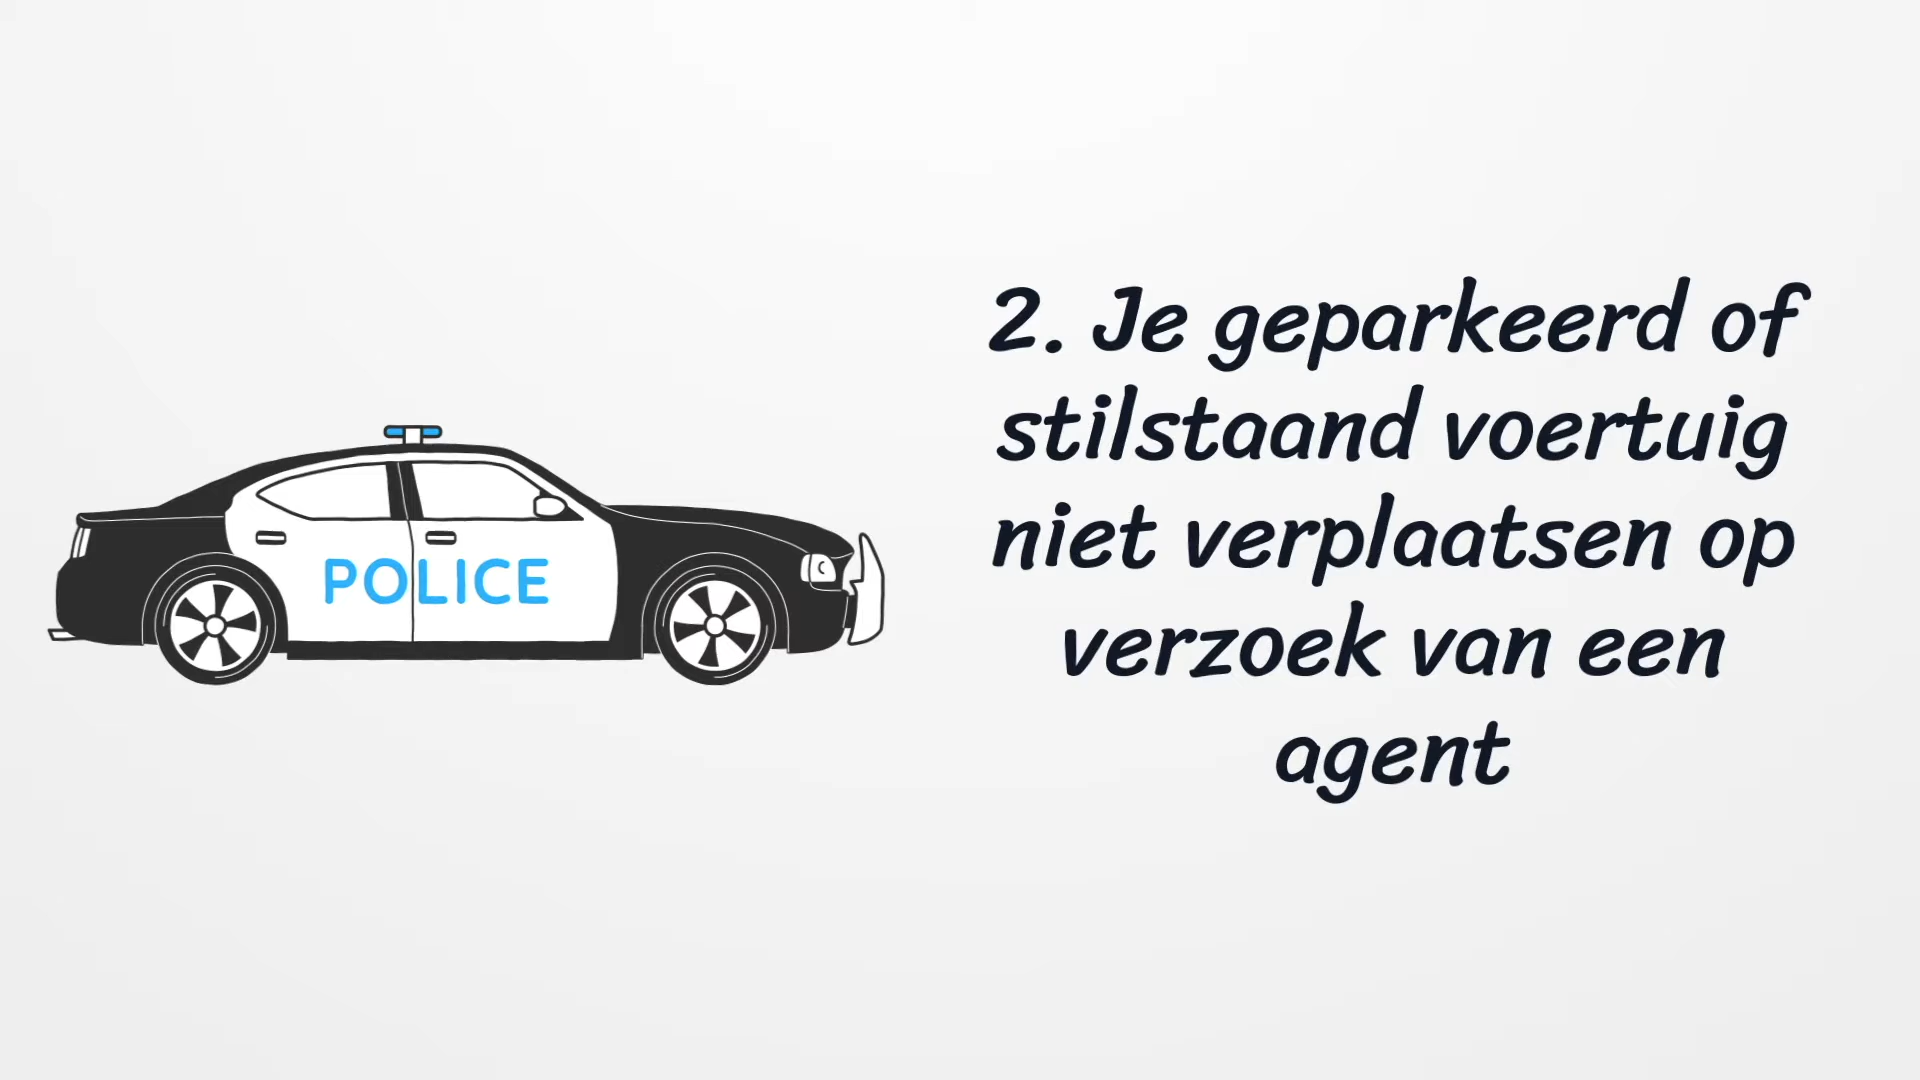 POLICE
2. Je geparkeerd of
stilstaand voertuig
niet verplaatsen op
verzoek van een
agent